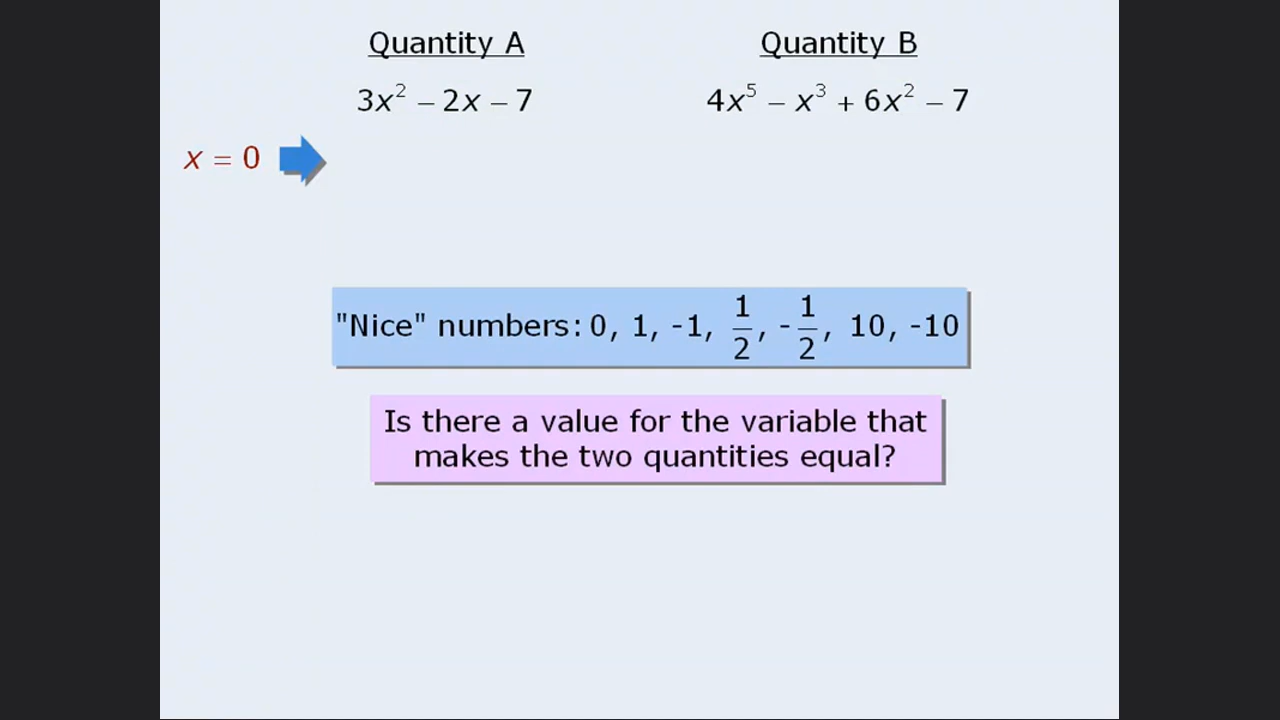 Quantity A Quantity B
3x² – 2x – 7 4x⁵ – x³ + 6x² – 7
x = 0
"Nice" numbers: 0, 1, -1, 1/2, -1/2, 10, -10
Is there a value for the variable that
makes the two quantities equal?